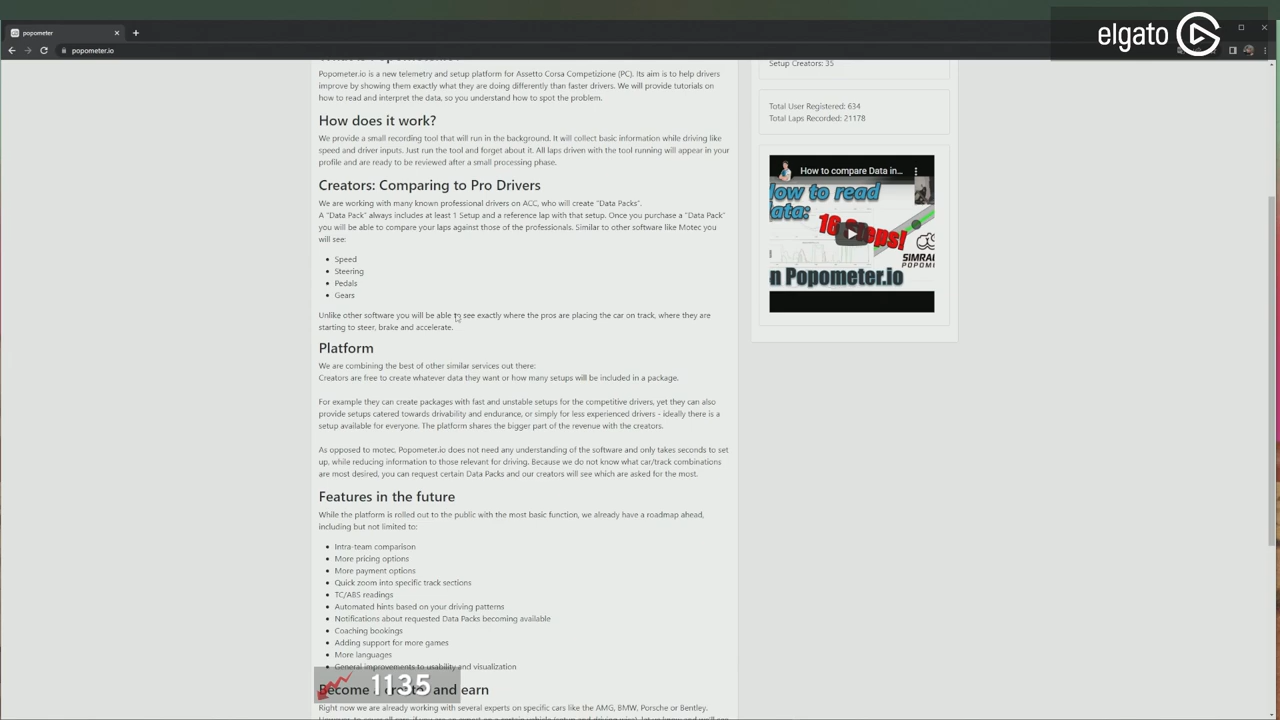 popometer
popometer.io
elgato
Popometer.io is a new telemetry and setup platform for Assetto Corsa Competizione (PC). Its aim is to help drivers
improve by showing them exactly what they are doing differently than faster drivers. We will provide tutorials on
how to read and interpret the data, so you understand how to spot the problem.
How does it work?
We provide a small recording tool that will run in the background. It will collect basic information while driving like
speed and driver inputs. Just run the tool and forget about it. All laps driven with the tool running will appear in your
profile and are ready to be reviewed after a small processing phase.
Creators: Comparing to Pro Drivers
We are working with many known professional drivers on ACC, who will create "Data Packs".
A "Data Pack" always includes at least 1 Setup and a reference lap with that setup. Once you purchase a "Data Pack"
you will be able to compare your laps against those of the professionals. Similar to other software like Motec you
will see:
Speed
Steering
Pedals
Gears
Unlike other software you will be able to see exactly where the pros are placing the car on track, where they are
starting to steer, brake and accelerate.
Platform
We are combining the best of other similar services out there:
Creators are free to create whatever data they want or how many setups will be included in a package.
For example they can create packages with fast and unstable setups for the competitive drivers, yet they can also
provide setups catered towards drivability and endurance, or simply for less experienced drivers - ideally there is a
setup available for everyone. The platform shares the bigger part of the revenue with the creators.
As opposed to motec, Popometer.io does not need any understanding of the software and only takes seconds to set
up, while reducing information to those relevant for driving. Because we do not know what car/track combinations
are most desired, you can request certain Data Packs and our creators will see which are asked for the most.
Features in the future
While the platform is rolled out to the public with the most basic function, we already have a roadmap ahead,
including but not limited to:
Intra-team comparison
More pricing options
More payment options
Quick zoom into specific track sections
TC/ABS readings
Automated hints based on your driving patterns
Notifications about requested Data Packs becoming available
Coaching bookings
Adding support for more games
More languages
General improvements to usability and visualization
1135
Become and earn
Right now we are already working with several experts on specific cars like the AMG, BMW, Porsche or Bentley.
Setup Creators: 35
Total User Registered: 634
Total Laps Recorded: 21178
How to compare Data in...
How to read
Data:
16 Steps!
SIMRA
POPOM
n Popometer.io